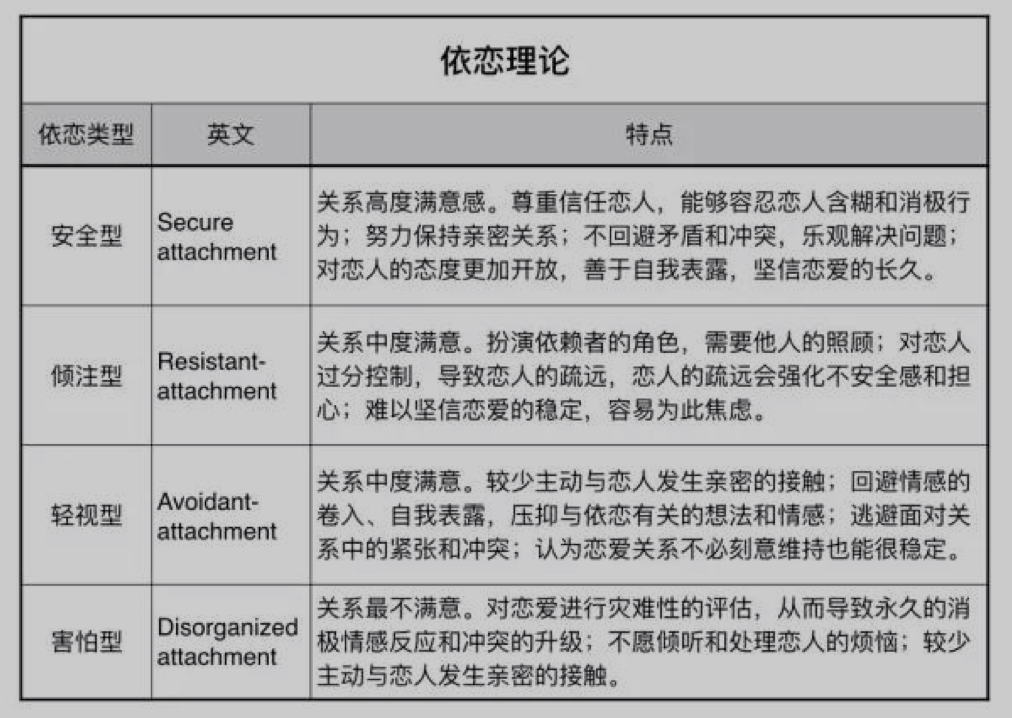 依恋理论
依恋类型
英文
特点
安全型
Secure
attachment
关系高度满意感。尊重信任恋人，能够容忍恋人含糊和消极行
为；努力保持亲密关系；不回避矛盾和冲突，乐观解决问题；
对恋人的态度更加开放，善于自我表露，坚信恋爱的长久。
倾注型
Resistant-
attachment
关系中度满意。扮演依赖者的角色，需要他人的照顾；对恋人
过分控制，导致恋人的疏远，恋人的疏远会强化不安全感和担
心；难以坚信恋爱的稳定，容易为此焦虑。
轻视型
Avoidant-
attachment
关系中度满意。较少主动与恋人发生亲密的接触；回避情感的
卷入、自我表露，压抑与依恋有关的想法和情感；逃避面对关
系中的紧张和冲突；认为恋爱关系不必刻意维持也能很稳定。
害怕型
Disorganized
attachment
关系最不满意。对恋爱进行灾难性的评估，从而导致永久的消
极情感反应和冲突的升级；不愿倾听和处理恋人的烦恼；较少
主动与恋人发生亲密的接触。